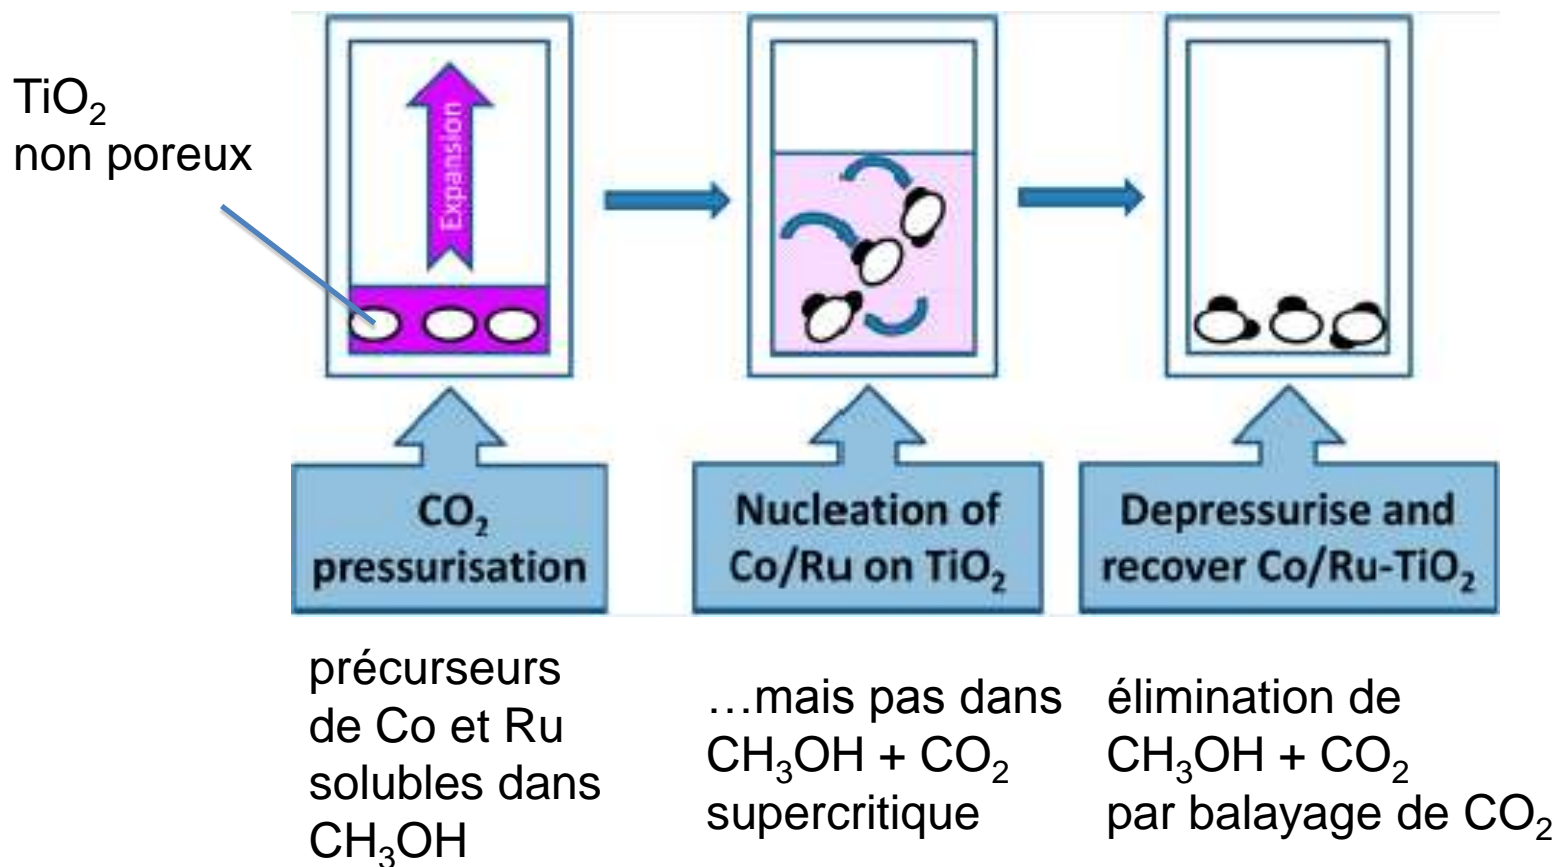 TiO₂
non poreux
Expansion
CO₂
pressurisation
Nucleation of
Co/Ru on TiO₂
Depressurise and
recover Co/Ru-TiO₂
précurseurs
de Co et Ru
solubles dans
CH₃OH
…mais pas dans
CH₃OH + CO₂
supercritique
élimination de
CH₃OH + CO₂
par balayage de CO₂